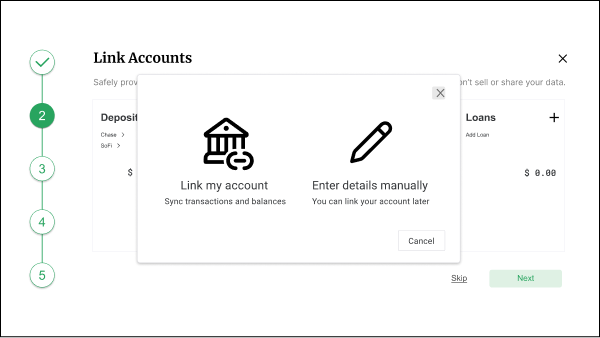 Link Accounts
Safely prov
on't sell or share your data.
2
3
4
5
Deposit
Chase >
SoFi >
$
Link my account
Sync transactions and balances
Enter details manually
You can link your account later
Cancel
Loans +
Add Loan
$ 0.00
Skip
Next